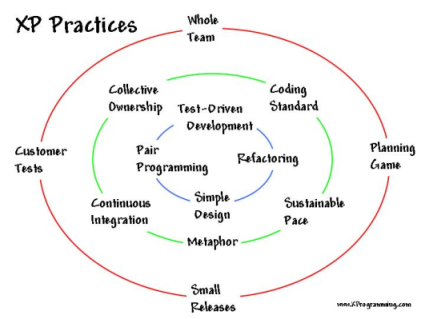 XP Practices
Whole
Team
Collective
Ownership
Coding
Standard
Test-Driven
Development
Customer
Tests
Pair
Programming
Refactoring
Planning
Game
Continuous
Integration
Simple
Design
Sustainable
Pace
Metaphor
Small
Releases
www.XProgramming.com